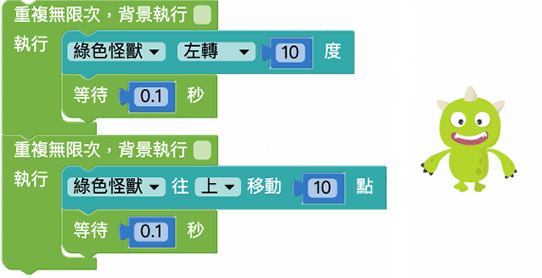 重複無限次，背景執行
執行
綠色怪獸 左轉 10 度
等待 0.1 秒
重複無限次，背景執行
執行
綠色怪獸 往 上 移動 10 點
等待 0.1 秒